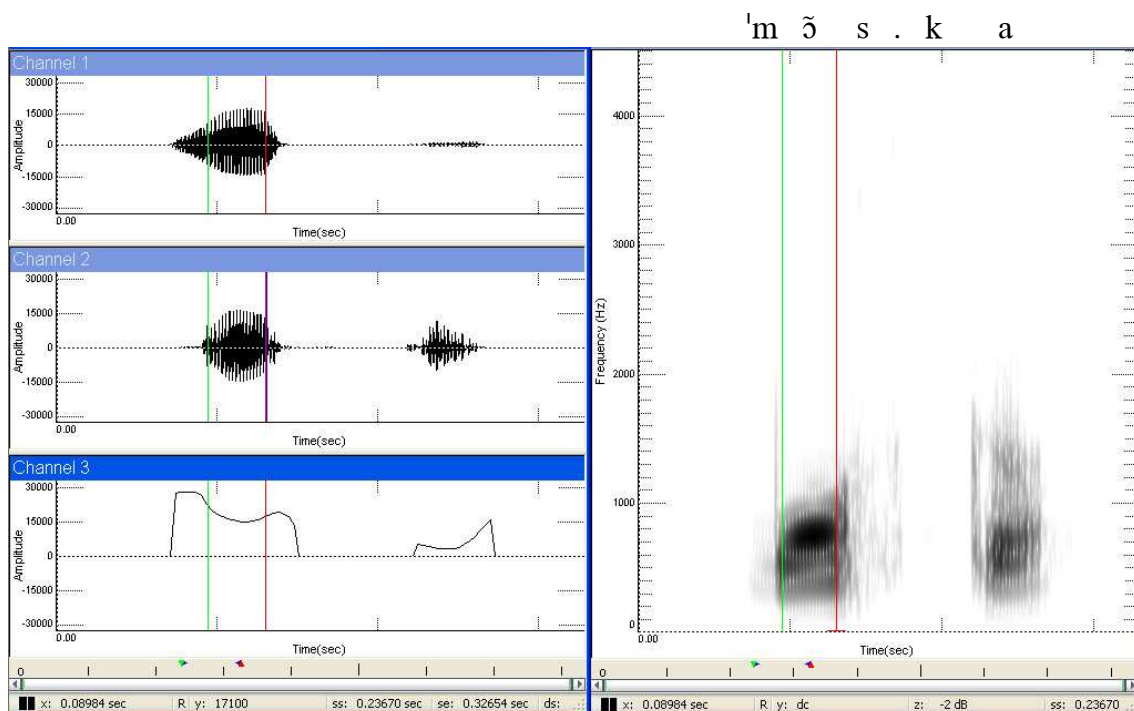 ˈm ɔ̃ s . k a
Channel 1
30000
15000
0
-15000
-30000
Amplitude
0.00
Time(sec)
Channel 2
30000
15000
0
-15000
-30000
Amplitude
0.00
Time(sec)
Channel 3
30000
15000
0
-15000
-30000
Amplitude
0.00
Time(sec)
0
x: 0.08984 sec R y: 17100 ss: 0.23670 sec se: 0.32654 sec ds:
4000
3000
2000
1000
0
Frequency (Hz)
0.00
Time(sec)
0
x: 0.08984 sec R y: dc z: -2 dB ss: 0.23670